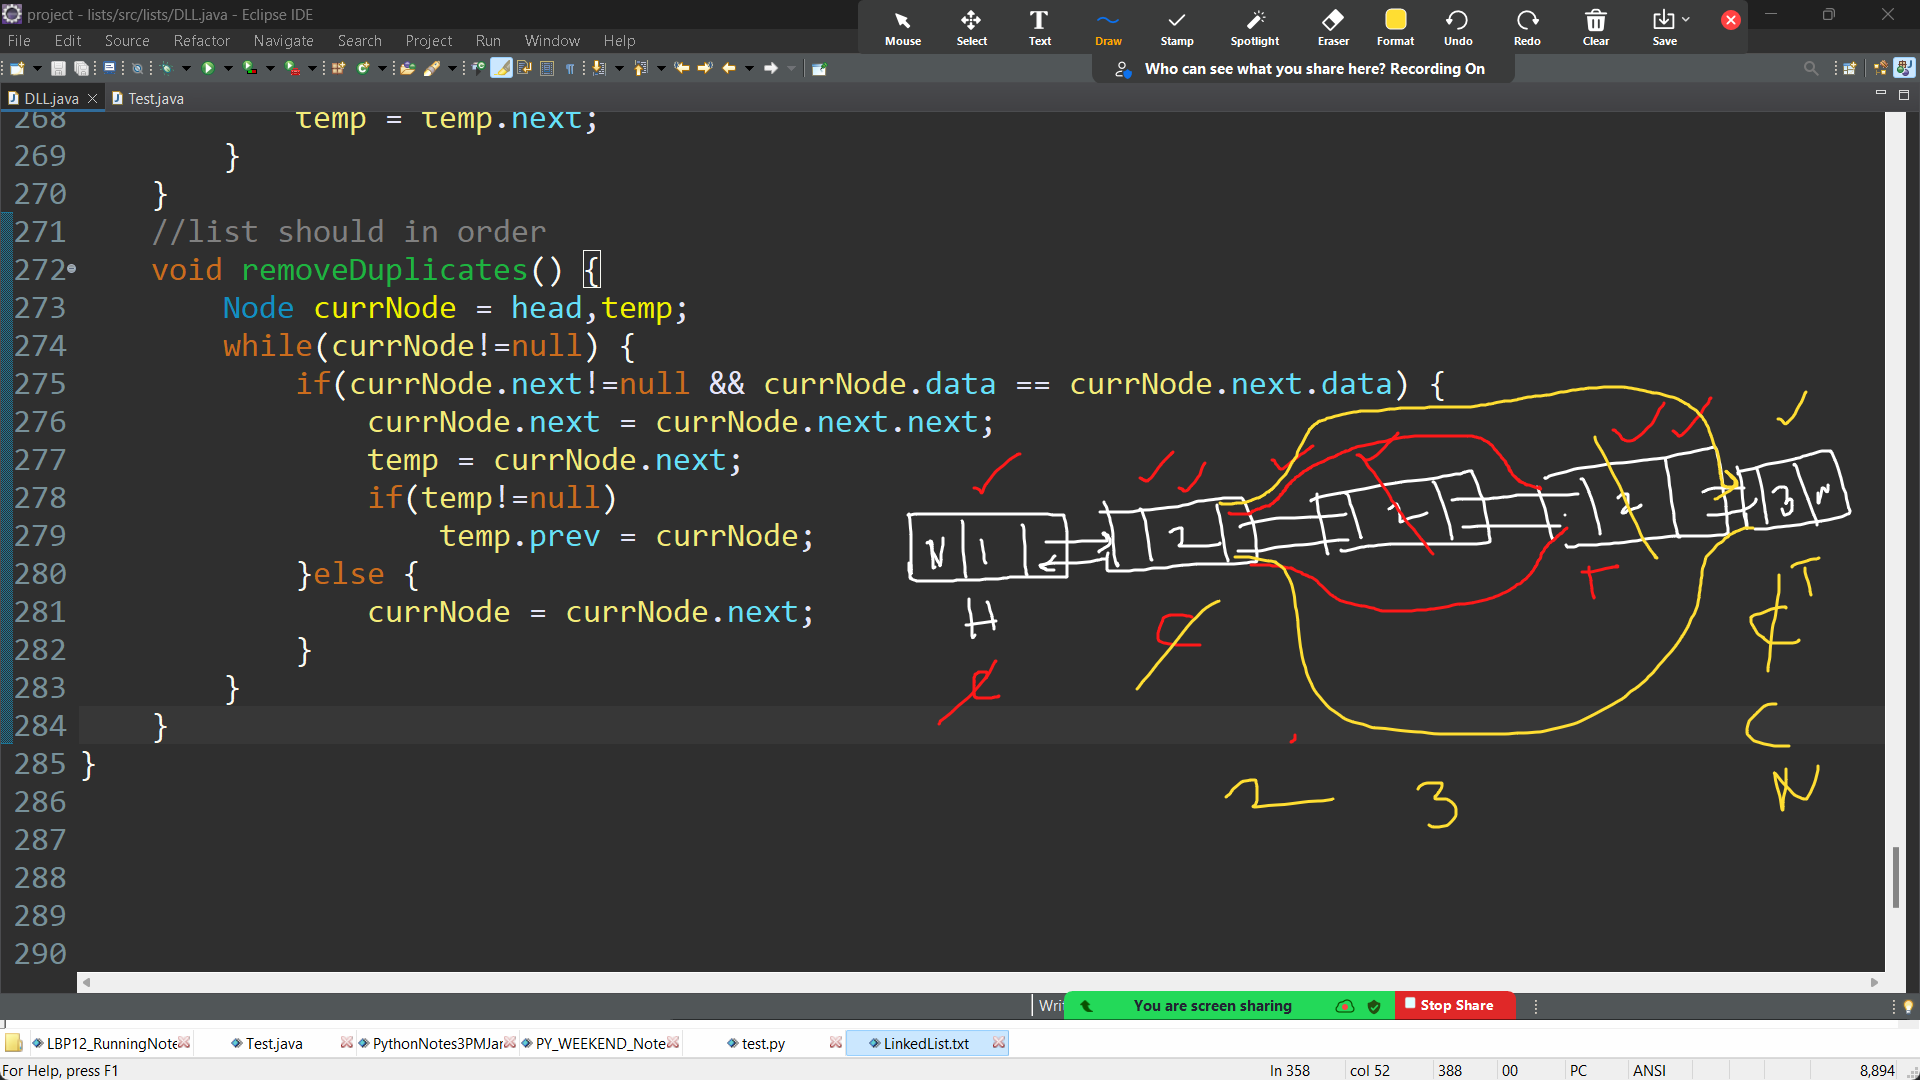 project - lists/src/lists/DLL.java - Eclipse IDE
File Edit Source Refactor Navigate Search Project Run Window Help
Mouse Select Text Draw Stamp Spotlight Eraser Format Undo Redo Clear Save
Who can see what you share here? Recording On
DLL.java Test.java
268 temp = temp.next;
269 }
270 }
271 //list should in order
272 void removeDuplicates() {
273 Node currNode = head,temp;
274 while(currNode!=null) {
275 if(currNode.next!=null && currNode.data == currNode.next.data) {
276 currNode.next = currNode.next.next;
277 temp = currNode.next;
278 if(temp!=null)
279 temp.prev = currNode;
280 }else {
281 currNode = currNode.next;
282 }
283 }
284 }
285 }
286
287
288
289
290
N 1 2 2 2 3 N
H C T C T
C C
N
2 3
Wri
You are screen sharing Stop Share
LBP12_RunningNote Test.java PythonNotes3PMJar PY_WEEKEND_Note test.py LinkedList.txt
For Help, press F1 ln 358 col 52 388 00 PC ANSI 8,894